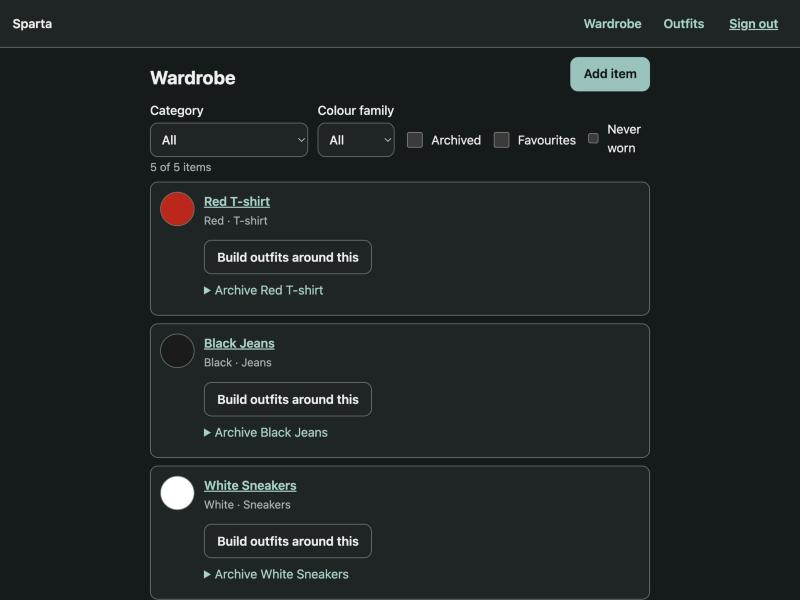 Sparta
Wardrobe
Outfits
Sign out
Wardrobe
Add item
Category
Colour family
All
All
Archived
Favourites
Never
worn
5 of 5 items
Red T-shirt
Red · T-shirt
Build outfits around this
Archive Red T-shirt
Black Jeans
Black · Jeans
Build outfits around this
Archive Black Jeans
White Sneakers
White · Sneakers
Build outfits around this
Archive White Sneakers